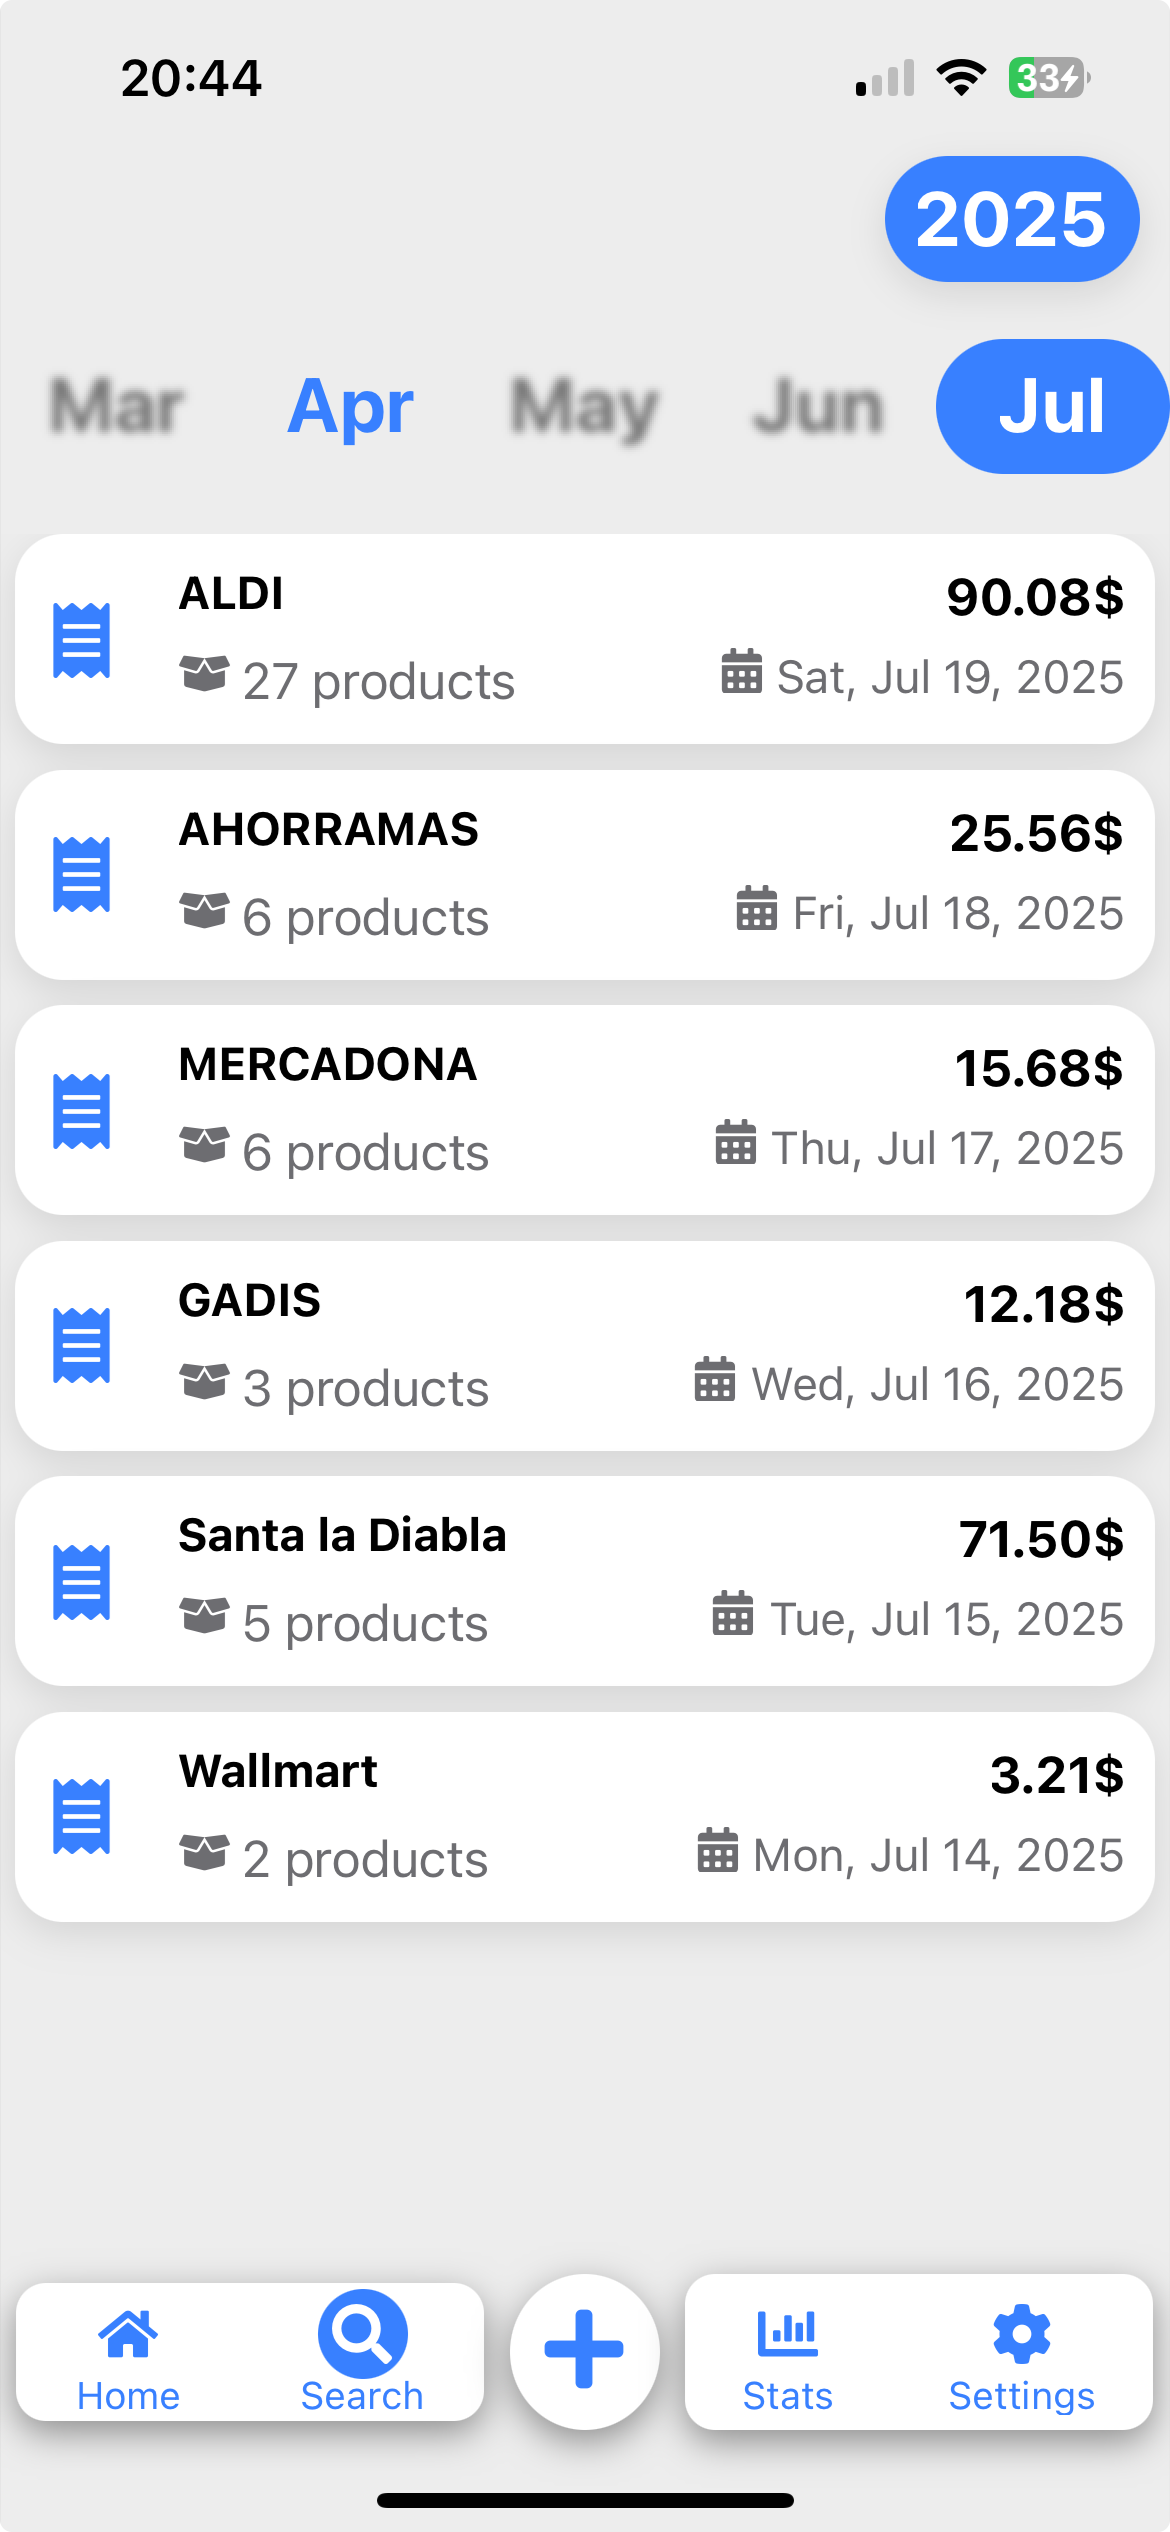 20:44
33
2025
Mar Apr May Jun Jul
ALDI 90.08$
27 products Sat, Jul 19, 2025
AHORRAMAS 25.56$
6 products Fri, Jul 18, 2025
MERCADONA 15.68$
6 products Thu, Jul 17, 2025
GADIS 12.18$
3 products Wed, Jul 16, 2025
Santa la Diabla 71.50$
5 products Tue, Jul 15, 2025
Wallmart 3.21$
2 products Mon, Jul 14, 2025
Home Search Stats Settings